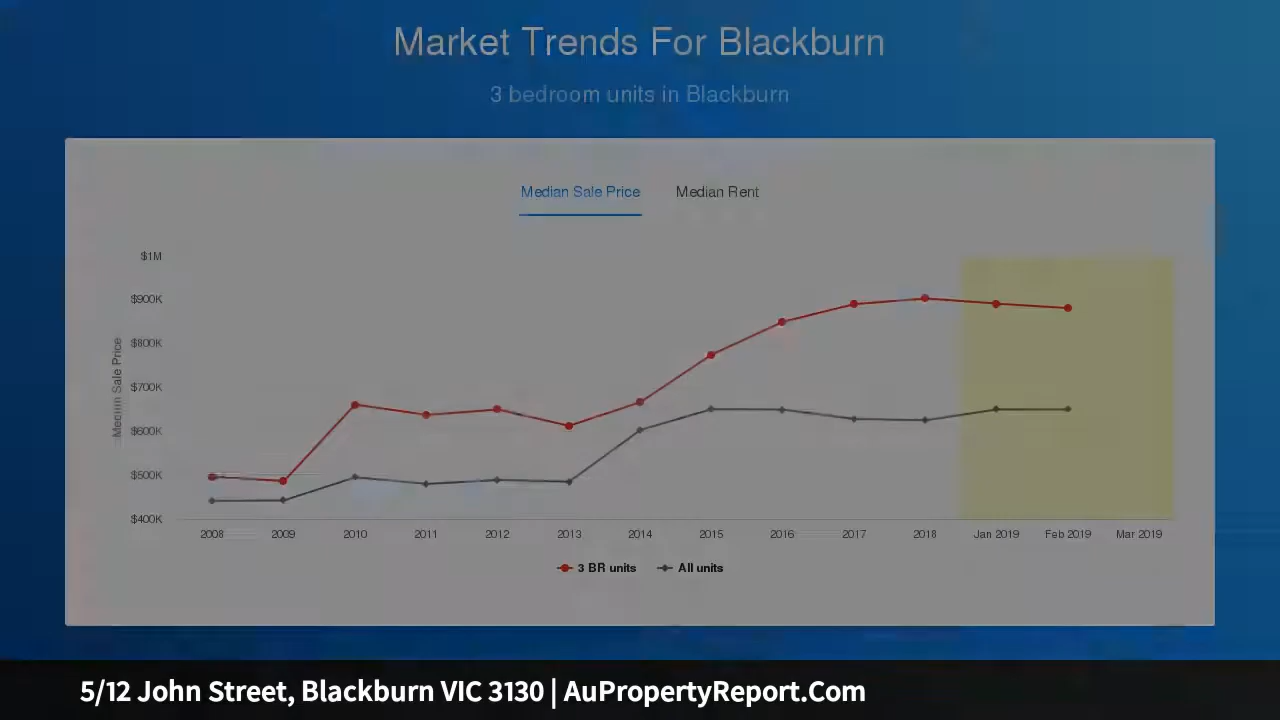 Market Trends For Blackburn
3 bedroom units in Blackburn
Median Sale Price Median Rent
Median Sale Price
$1M
$900K
$800K
$700K
$600K
$500K
$400K
2008 2009 2010 2011 2012 2013 2014 2015 2016 2017 2018 Jan 2019 Feb 2019 Mar 2019
3 BR units All units
5/12 John Street, Blackburn VIC 3130 | AuPropertyReport.Com